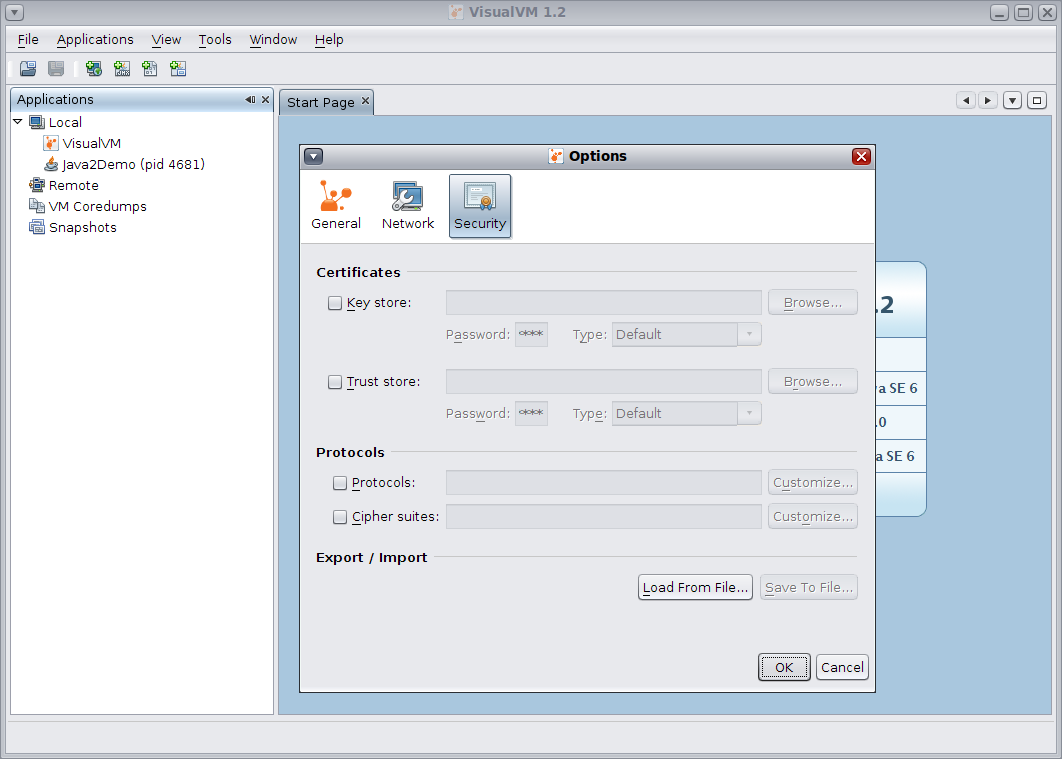 VisualVM 1.2
File Applications View Tools Window Help
Applications
Start Page
Local
VisualVM
Java2Demo (pid 4681)
Remote
VM Coredumps
Snapshots
Options
General Network Security
Certificates
Key store: Browse...
Password: **** Type: Default
Trust store: Browse...
Password: **** Type: Default
Protocols
Protocols: Customize...
Cipher suites: Customize...
Export / Import
Load From File... Save To File...
OK Cancel
.2
a SE 6
.0
a SE 6